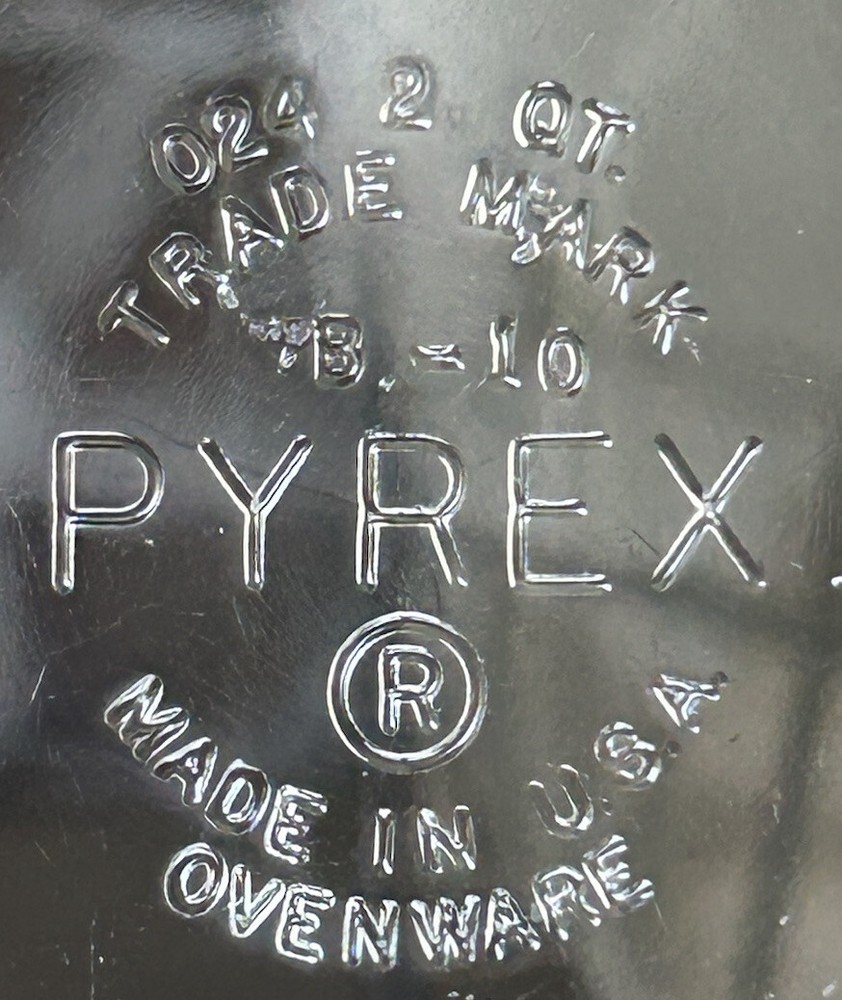 024 2 QT.
TRADE MARK
B.-10
PYREX
®
MADE IN U.S.A.
OVENWARE